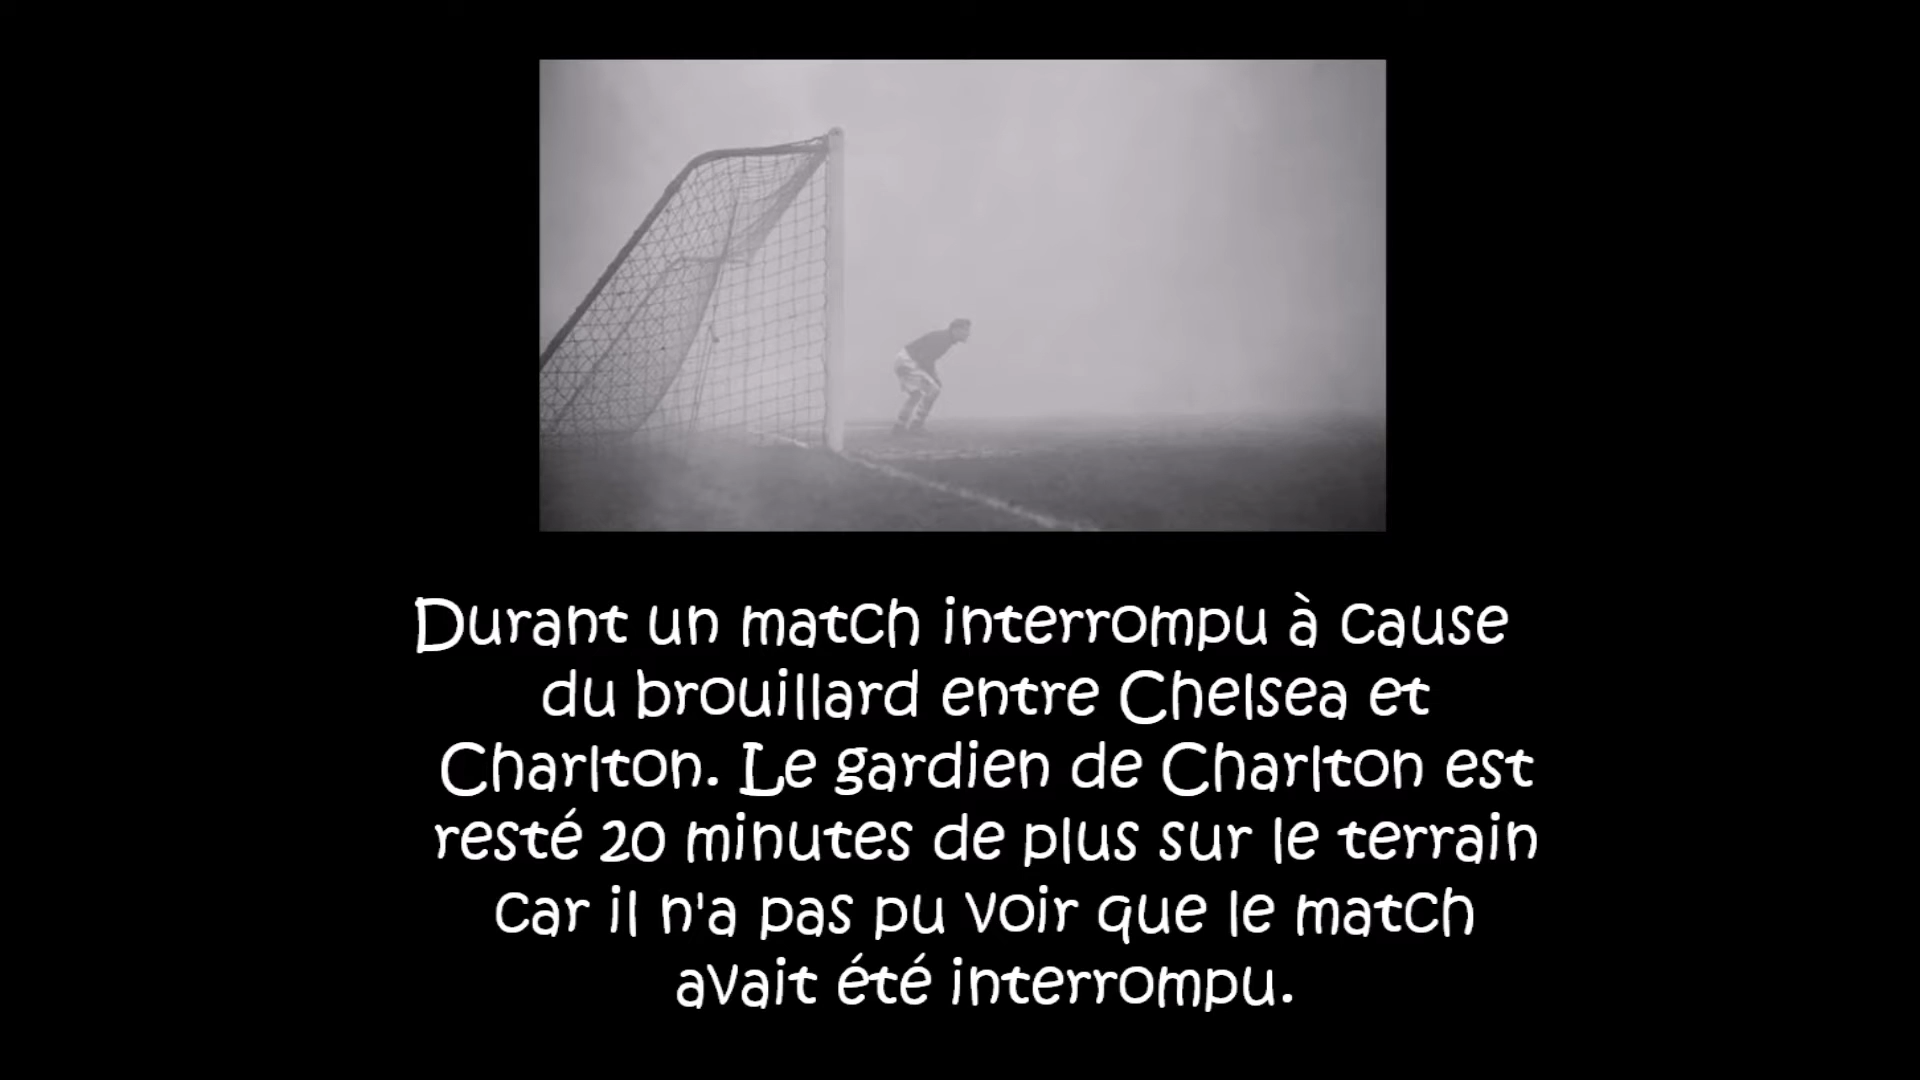 Durant un match interrompu à cause
du brouillard entre Chelsea et
Charlton. Le gardien de Charlton est
resté 20 minutes de plus sur le terrain
car il n'a pas pu voir que le match
avait été interrompu.